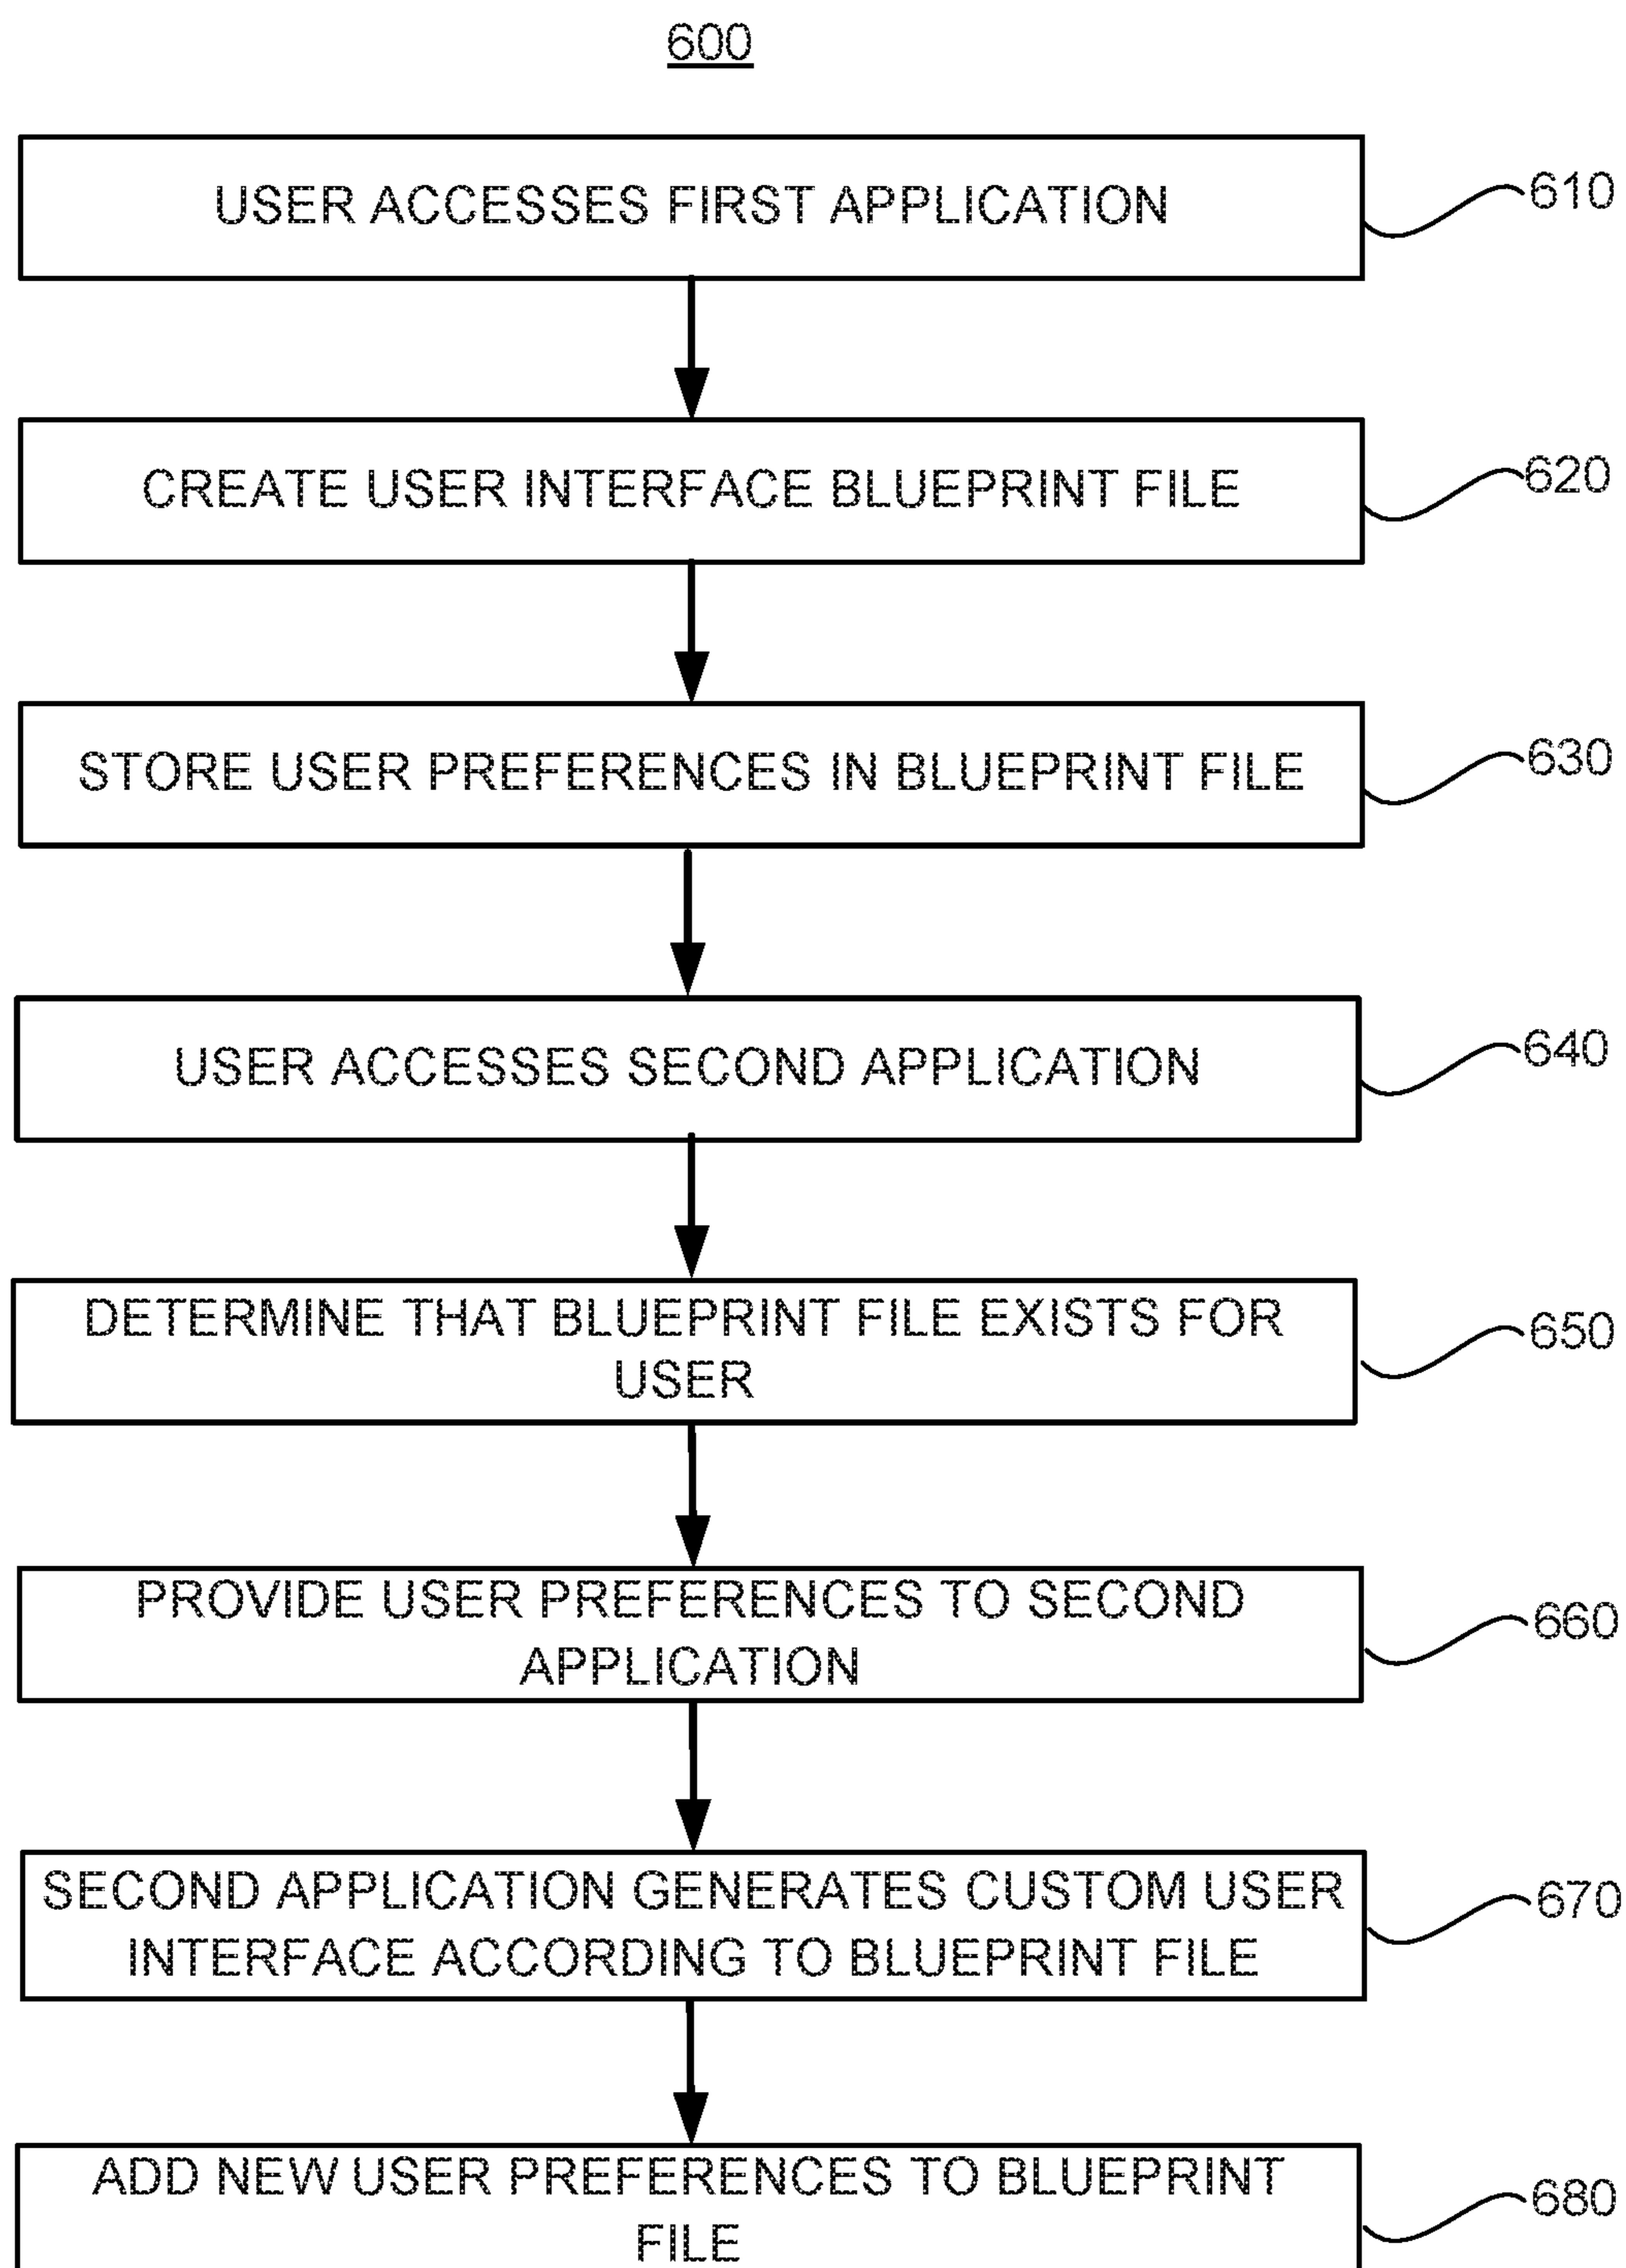 600
USER ACCESSES FIRST APPLICATION
610
CREATE USER INTERFACE BLUEPRINT FILE
620
STORE USER PREFERENCES IN BLUEPRINT FILE
630
USER ACCESSES SECOND APPLICATION
640
DETERMINE THAT BLUEPRINT FILE EXISTS FOR
USER
650
PROVIDE USER PREFERENCES TO SECOND
APPLICATION
660
SECOND APPLICATION GENERATES CUSTOM USER
INTERFACE ACCORDING TO BLUEPRINT FILE
670
ADD NEW USER PREFERENCES TO BLUEPRINT
FILE
680